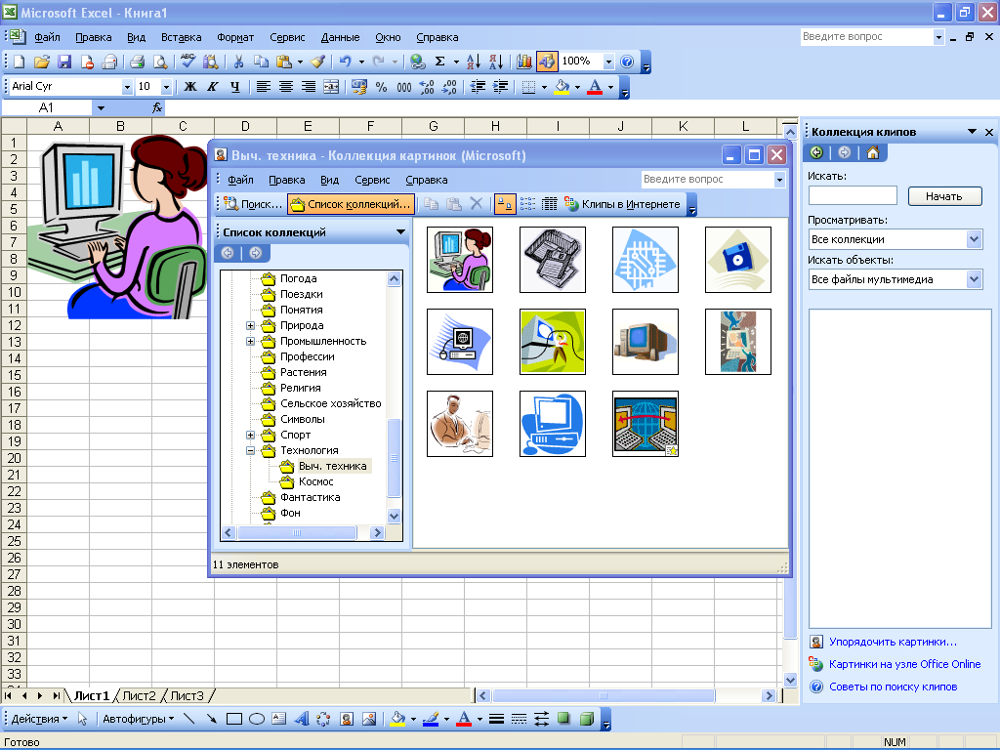 Microsoft Excel - Книга1
Файл Правка Вид Вставка Формат Сервис Данные Окно Справка
Введите вопрос
100%
Arial Cyr 10 Ж К Ч % 000
A1 fx
A B C D E F G H I J K L
1
2
3
4
5
6
7
8
9
10
11
12
13
14
15
16
17
18
19
20
21
22
23
24
25
26
27
28
29
30
31
32
33
Выч. техника - Коллекция картинок (Microsoft)
Файл Правка Вид Сервис Справка
Введите вопрос
Поиск... Список коллекций... Клипы в Интернете
Список коллекций
Погода
Поездки
Понятия
Природа
Промышленность
Профессии
Растения
Религия
Сельское хозяйство
Символы
Спорт
Технология
Выч. техника
Космос
Фантастика
Фон
11 элементов
Коллекция клипов
Искать:
Начать
Просматривать:
Все коллекции
Искать объекты:
Все файлы мультимедиа
Упорядочить картинки...
Картинки на узле Office Online
Советы по поиску клипов
Лист1 Лист2 Лист3
Действия Автофигуры
Готово
NUM